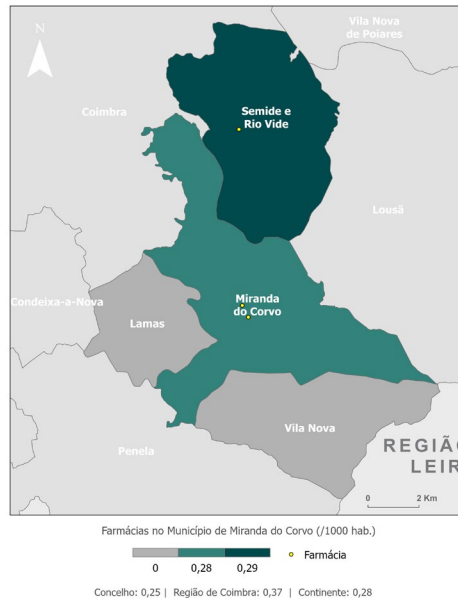 N
Vila Nova
de Poiares
Coimbra
Semide e
Rio Vide
Lousã
Condeixa-a-Nova
Miranda
do Corvo
Lamas
Vila Nova
Penela
REGIÃO
LEIR
0 2 Km
Farmácias no Município de Miranda do Corvo (/1000 hab.)
0 0,28 0,29 Farmácia
Concelho: 0,25 | Região de Coimbra: 0,37 | Continente: 0,28